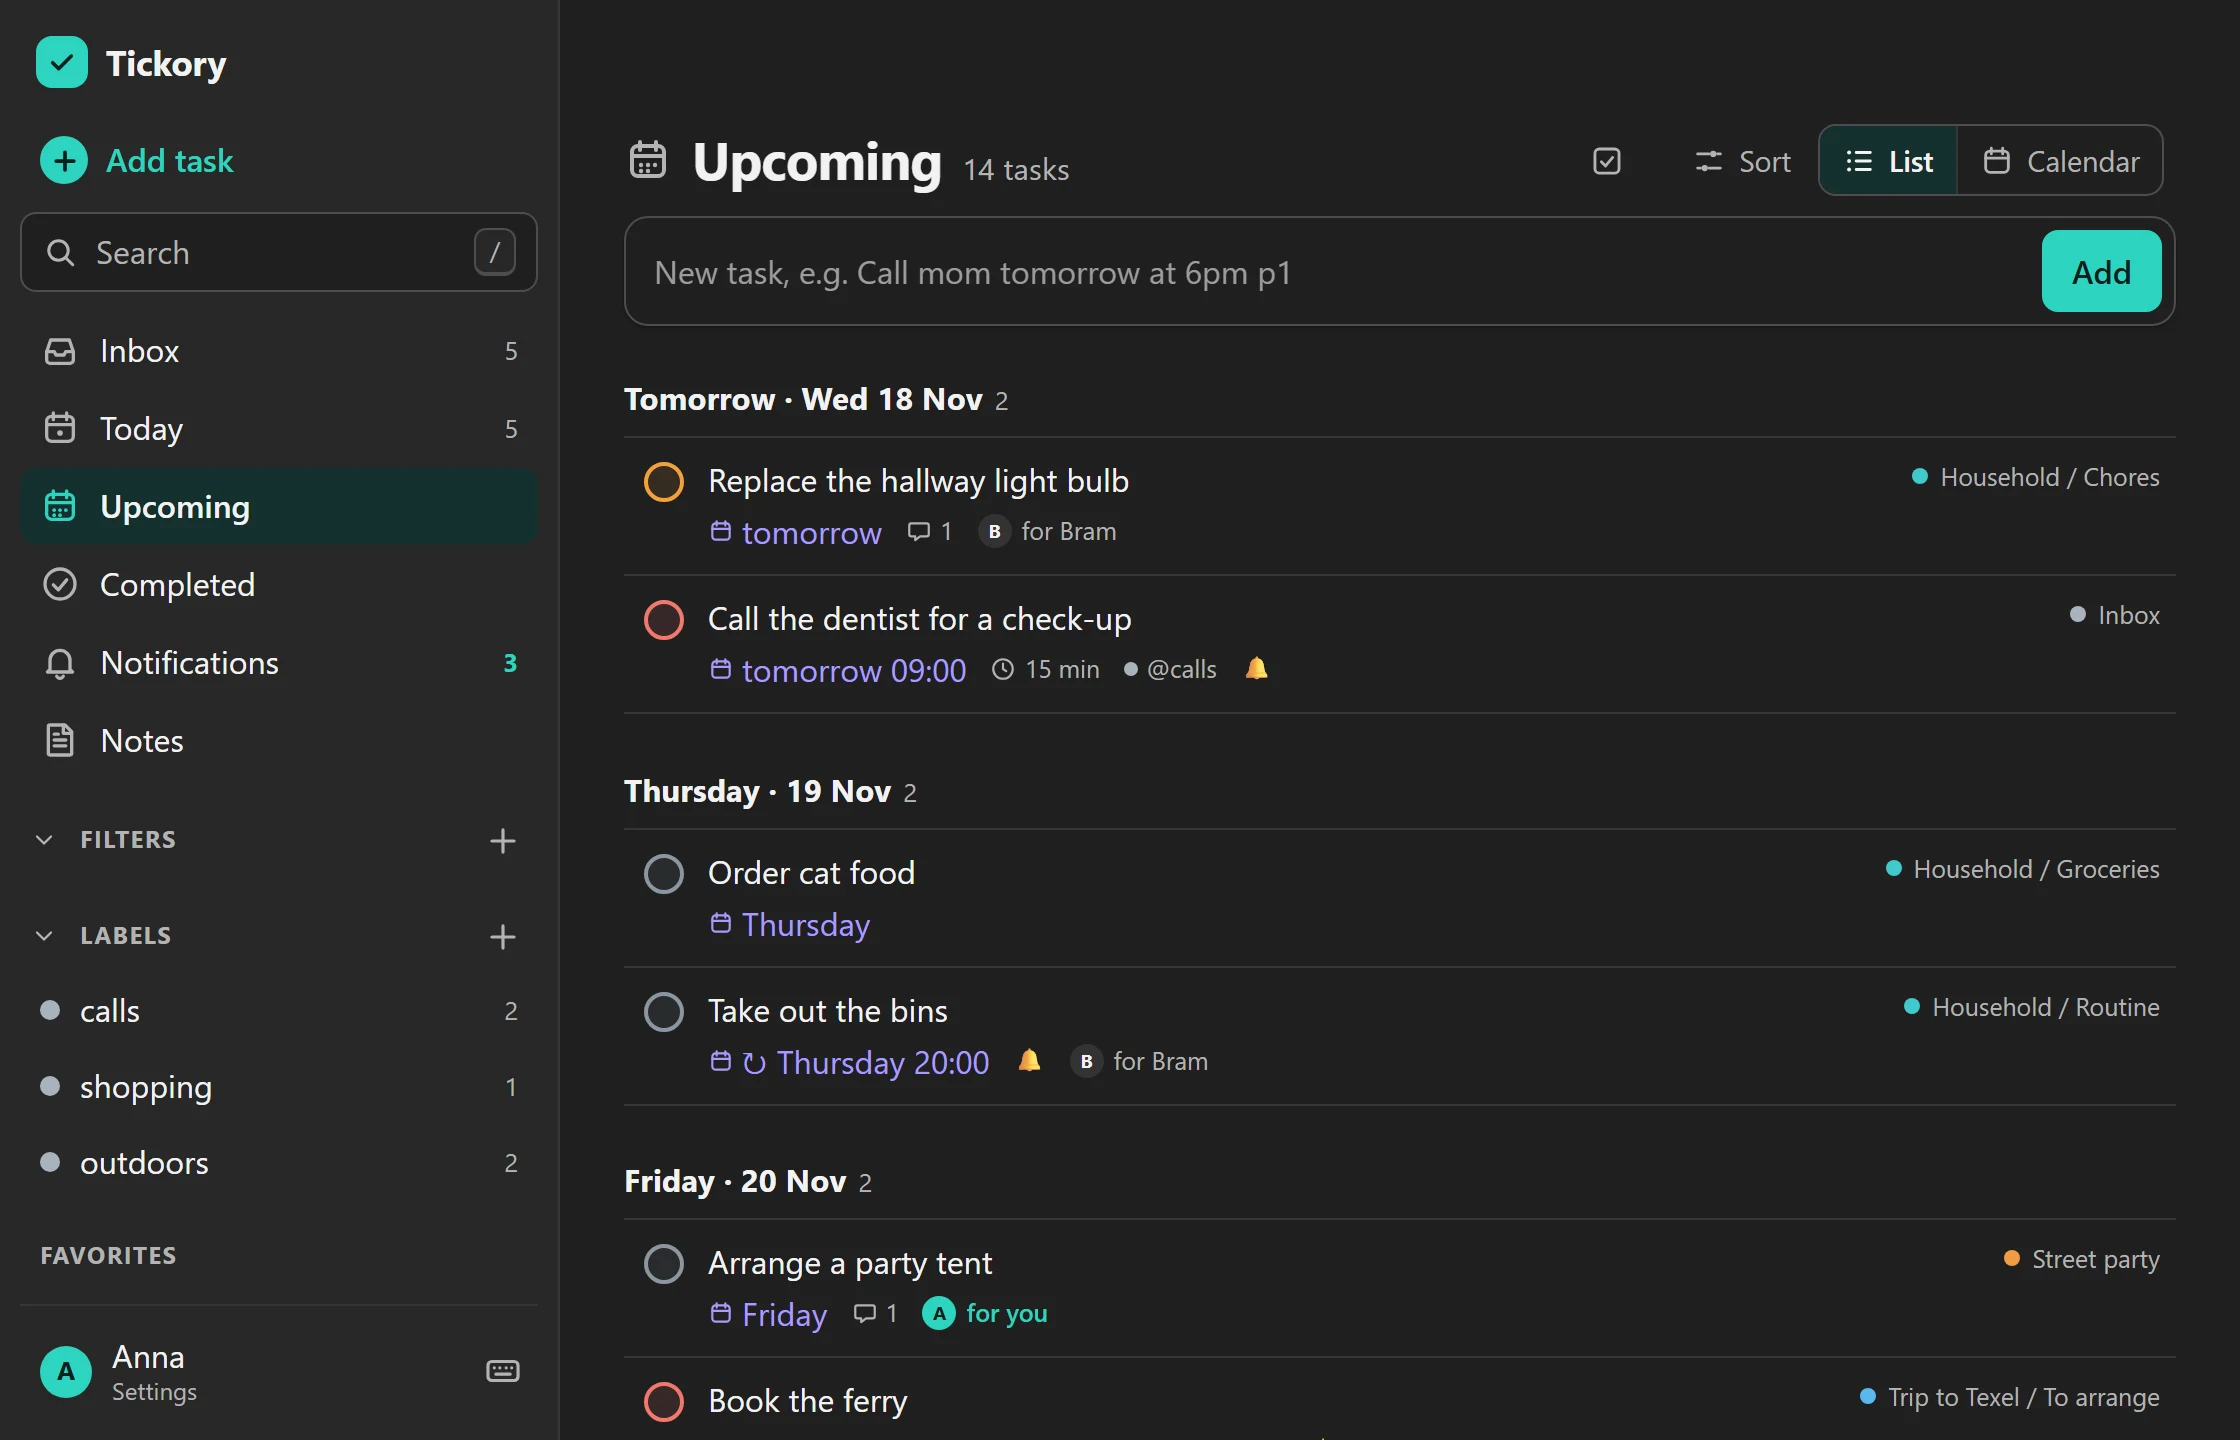 Tickory
Add task
Search /
Inbox 5
Today 5
Upcoming
Completed
Notifications 3
Notes
FILTERS
LABELS
calls 2
shopping 1
outdoors 2
FAVORITES
A Anna
Settings
Upcoming 14 tasks
Sort List Calendar
New task, e.g. Call mom tomorrow at 6pm p1 Add
Tomorrow · Wed 18 Nov 2
Replace the hallway light bulb Household / Chores
tomorrow 1 B for Bram
Call the dentist for a check-up Inbox
tomorrow 09:00 15 min @calls
Thursday · 19 Nov 2
Order cat food Household / Groceries
Thursday
Take out the bins Household / Routine
Thursday 20:00 B for Bram
Friday · 20 Nov 2
Arrange a party tent Street party
Friday 1 A for you
Book the ferry Trip to Texel / To arrange